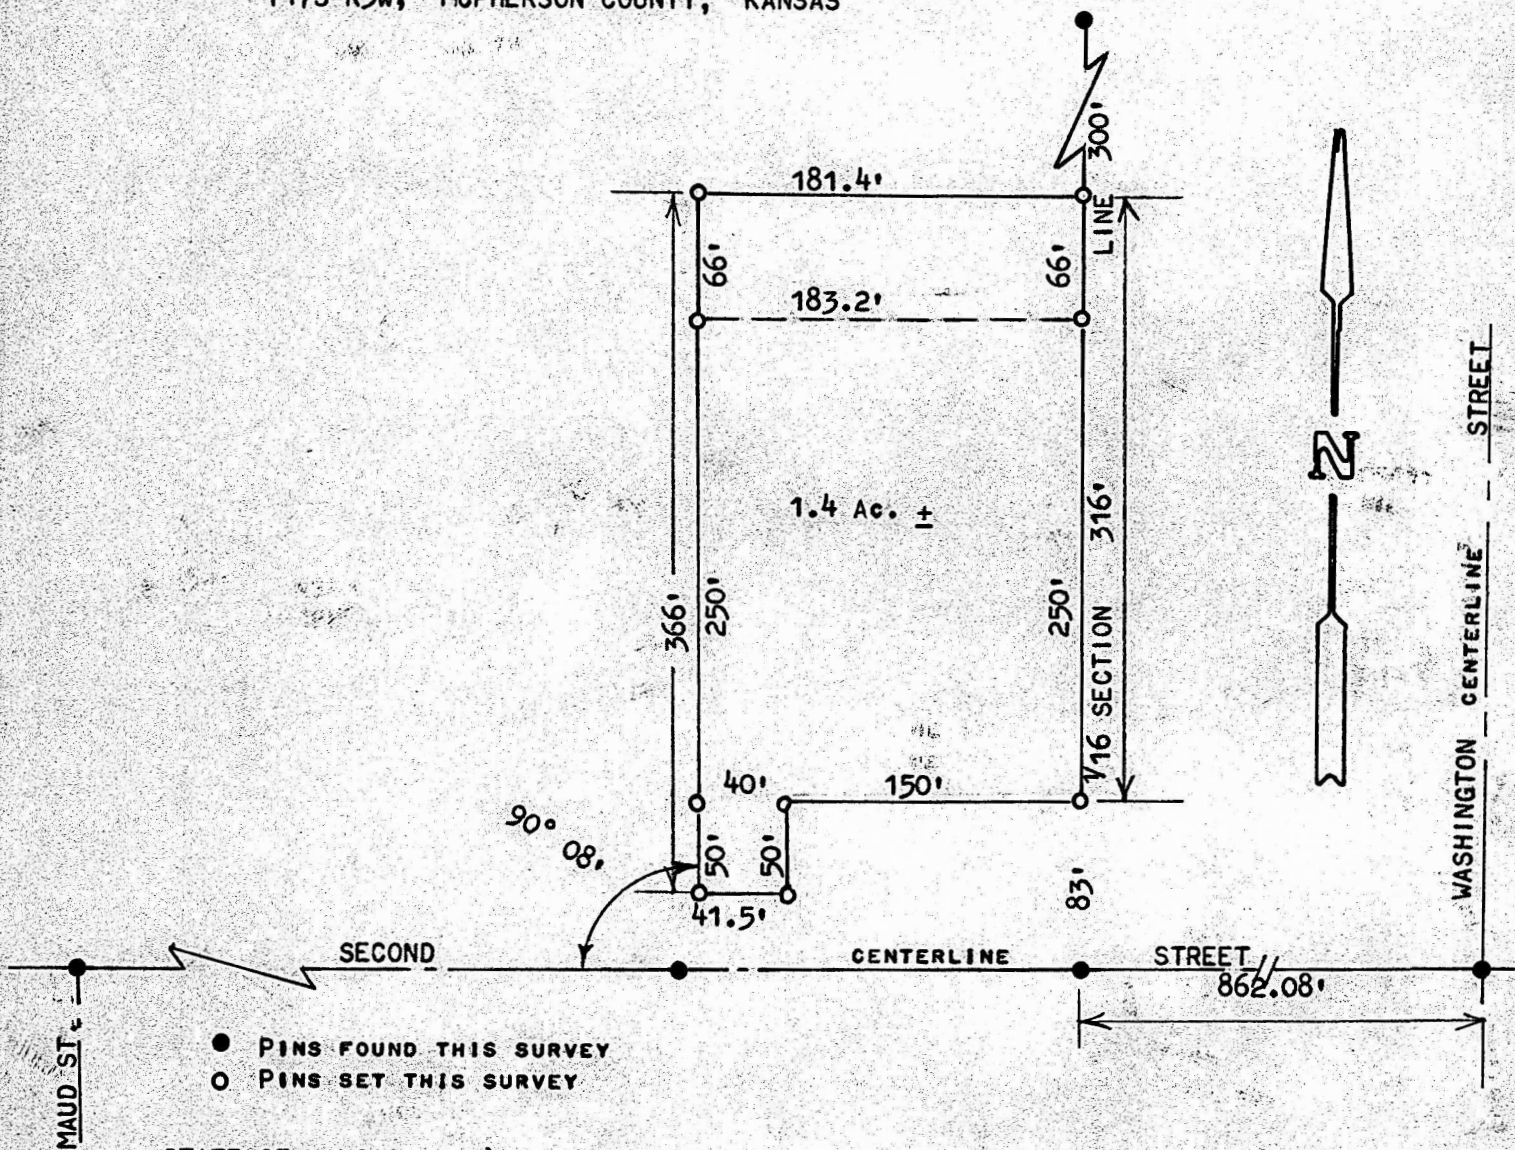 McPHERSON COUNTY, KANSAS
300'
181.4'
LINE
66'
66'
183.2'
STREET
N
1.4 Ac. ±
316'
366'
250'
250'
1/16 SECTION
CENTERLINE
WASHINGTON
40'
150'
90° 08'
50'
50'
83'
41.5'
SECOND
CENTERLINE
STREET
862.08'
● PINS FOUND THIS SURVEY
○ PINS SET THIS SURVEY
MAUD ST.